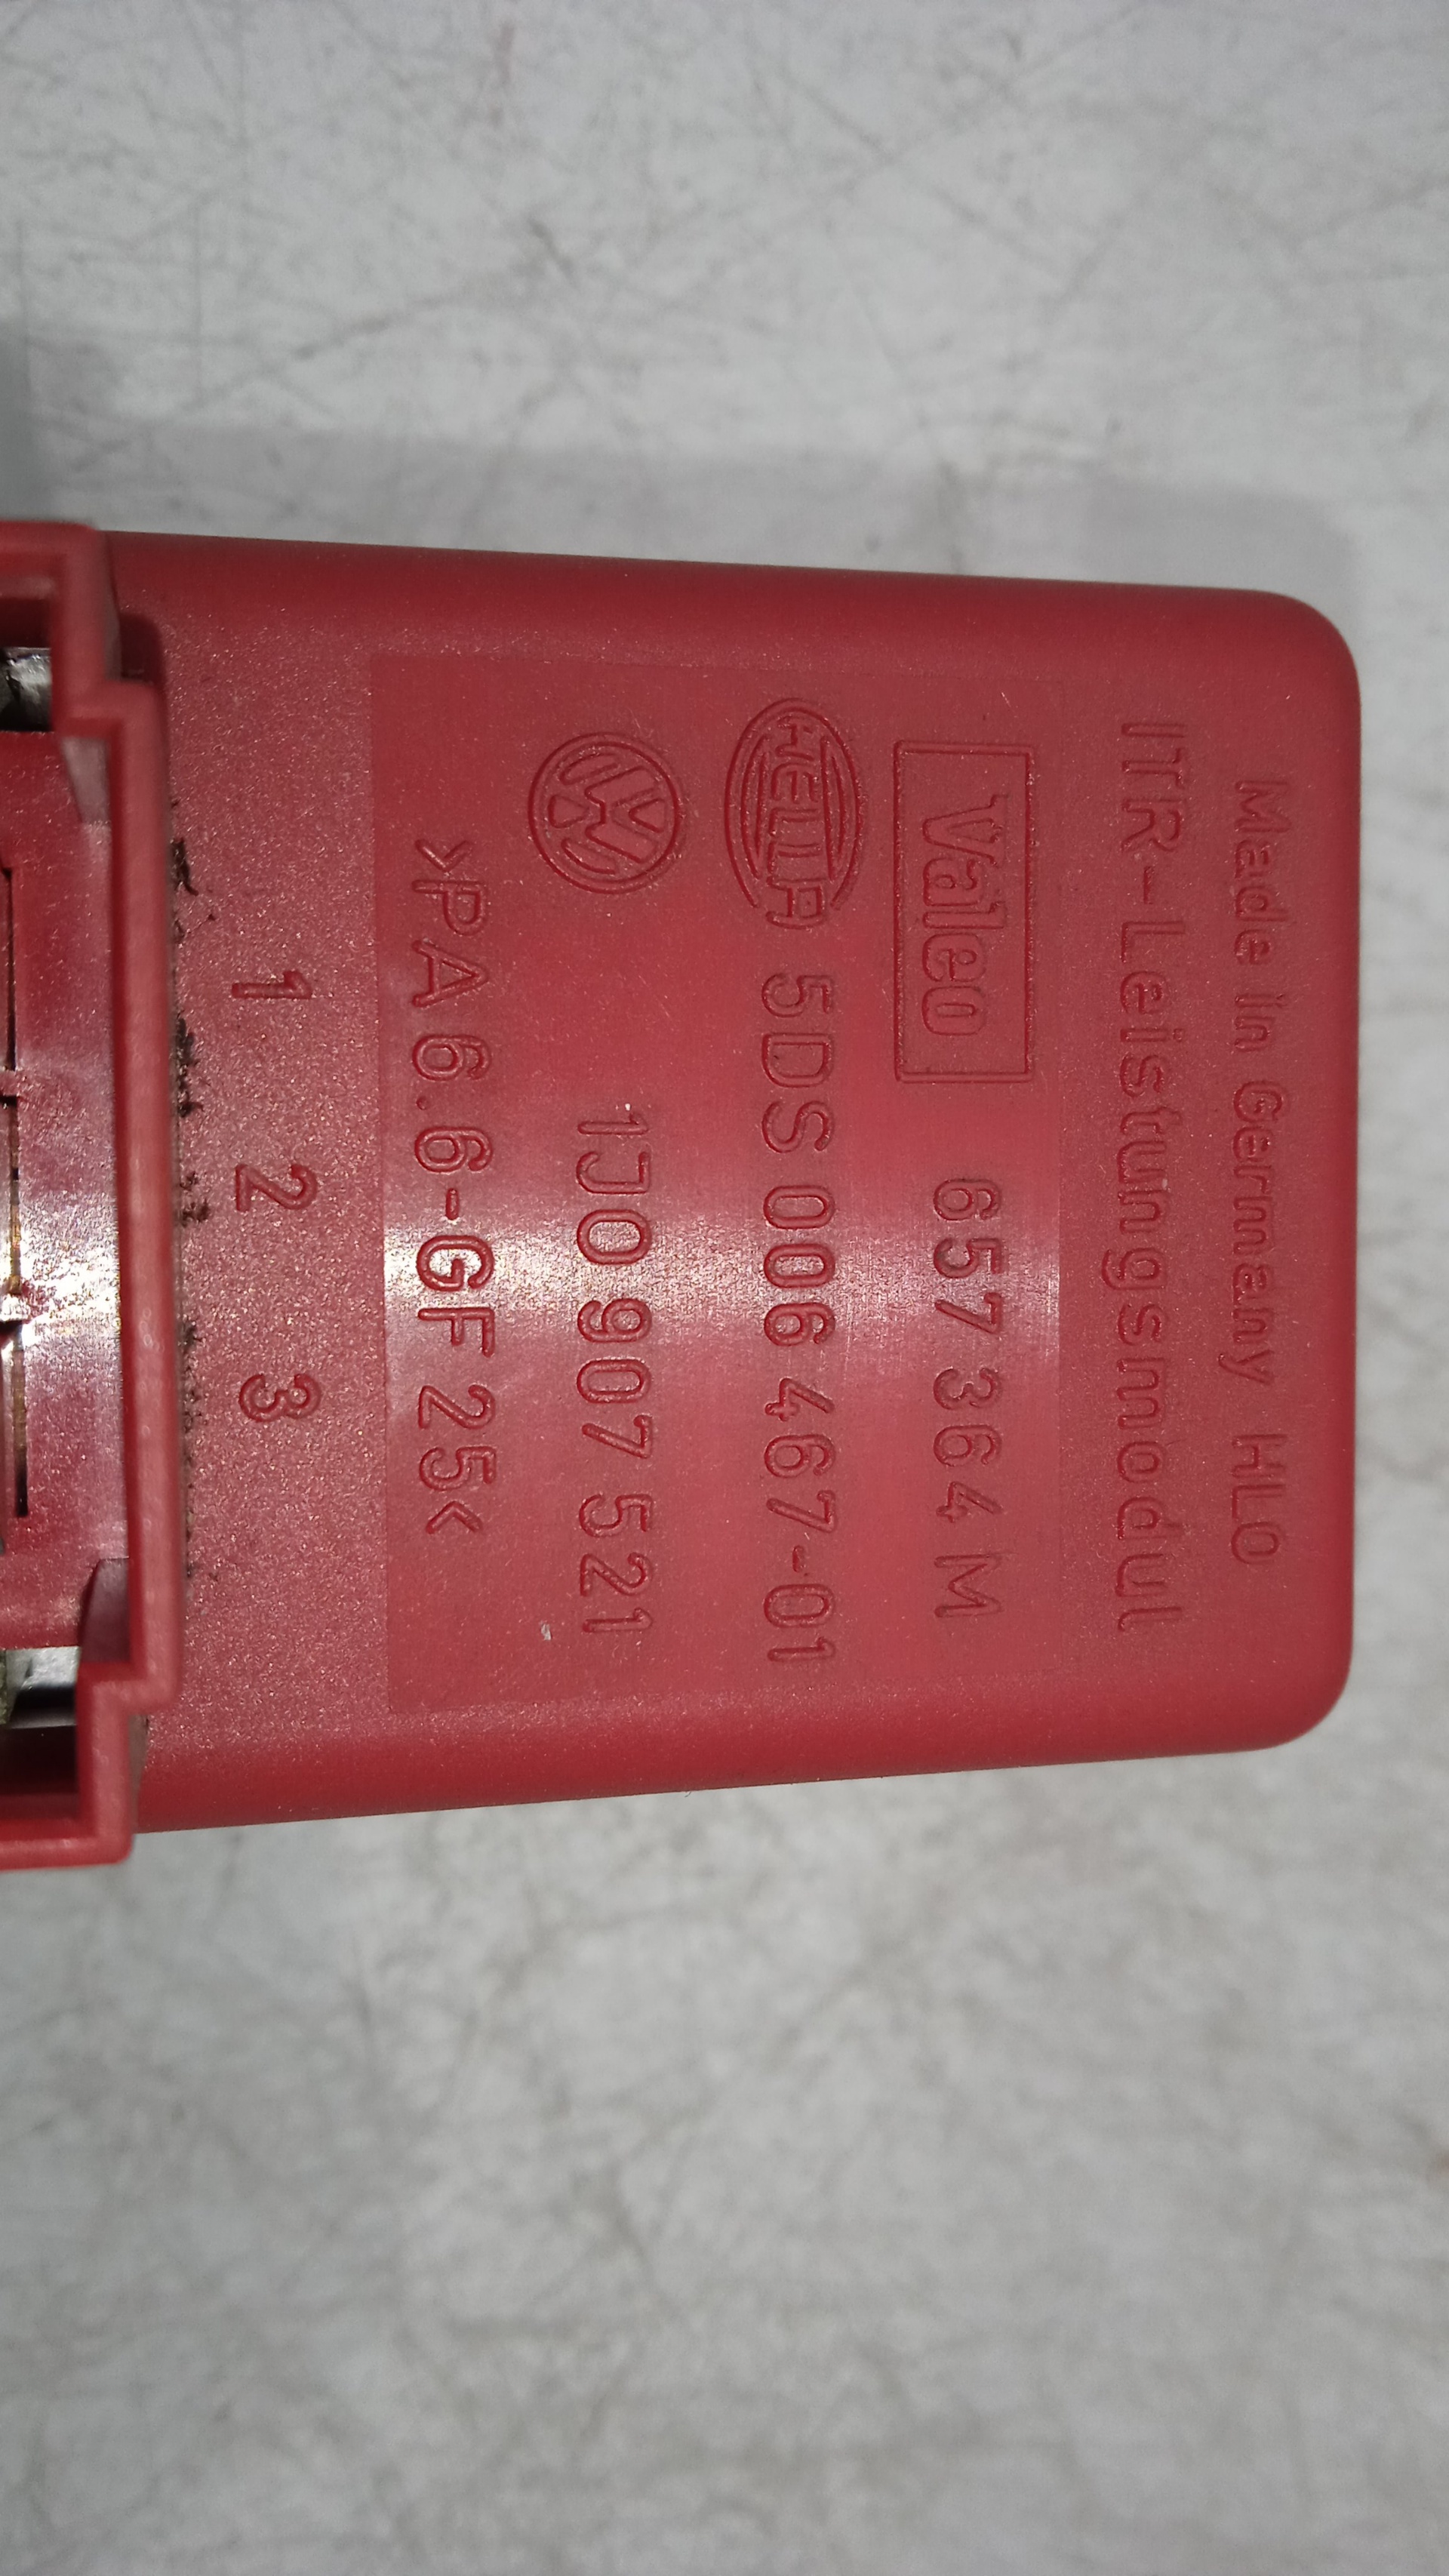 Made in Germany HLO
ITR-Leistungsmodul
Valeo 657 364 M
HELLA 5DS 006 467-01
VW 1J0 907 521
>PA 6.6-GF 25<
1 2 3